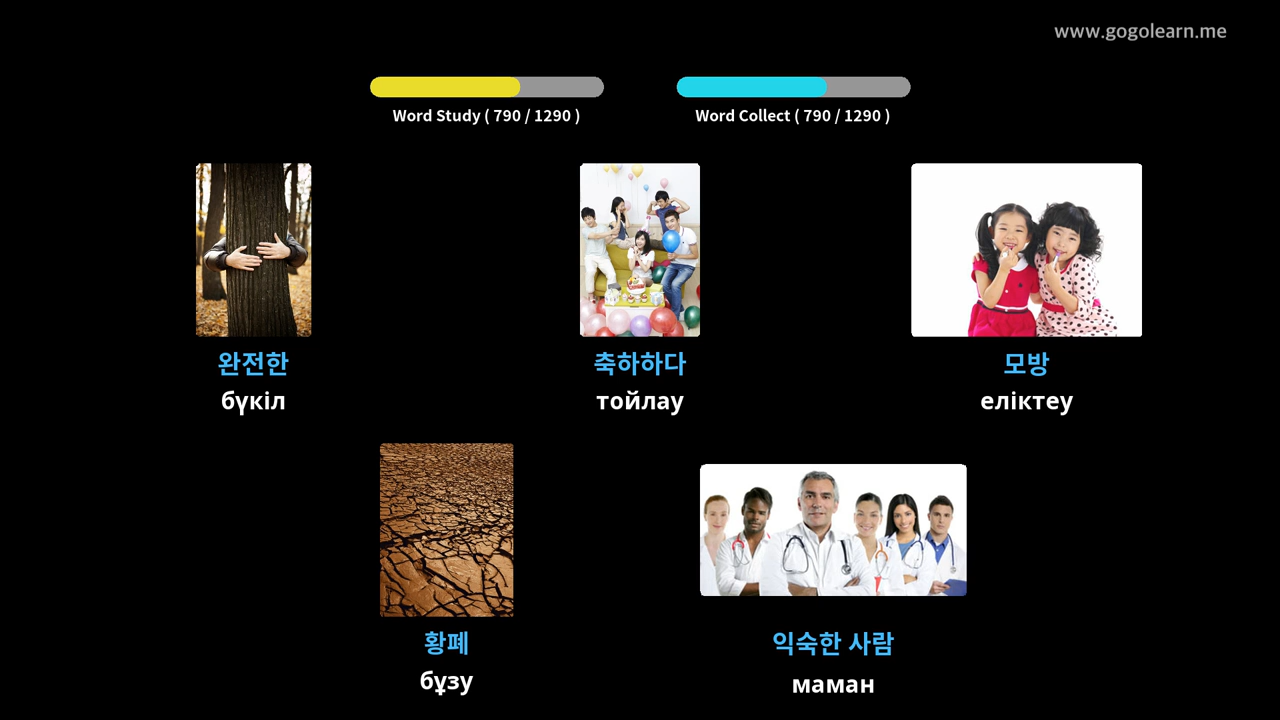 www.gogolearn.me
Word Study ( 790 / 1290 )
Word Collect ( 790 / 1290 )
완전한
бүкіл
축하하다
тойлау
모방
еліктеу
황폐
бұзу
익숙한 사람
маман